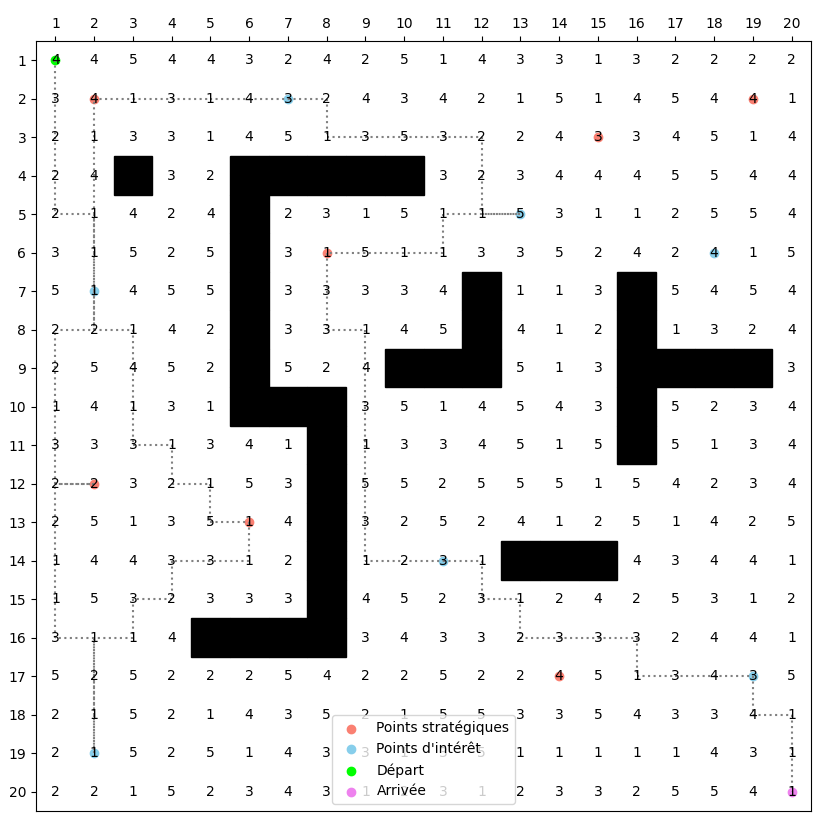 1 2 3 4 5 6 7 8 9 10 11 12 13 14 15 16 17 18 19 20
1 4 4 5 4 4 3 2 4 2 5 1 4 3 3 1 3 2 2 2 2
2 3 4 1 3 1 4 3 2 4 3 4 2 1 5 1 4 5 4 4 1
3 2 1 3 3 1 4 5 1 3 5 3 2 2 4 3 3 4 5 1 4
4 2 4 3 2 3 2 3 4 4 4 5 5 4 4
5 2 1 4 2 4 2 3 1 5 1 1 5 3 1 1 2 5 5 4
6 3 1 5 2 5 3 1 5 1 1 3 3 5 2 4 2 4 1 5
7 5 1 4 5 5 3 3 3 3 4 1 1 3 5 4 5 4
8 2 2 1 4 2 3 3 1 4 5 4 1 2 1 3 2 4
9 2 5 4 5 2 5 2 4 5 1 3 3
10 1 4 1 3 1 3 5 1 4 5 4 3 5 2 3 4
11 3 3 3 1 3 4 1 1 3 3 4 5 1 5 5 1 3 4
12 2 2 3 2 1 5 3 5 5 2 5 5 5 1 5 4 2 3 4
13 2 5 1 3 5 1 4 3 2 5 2 4 1 2 5 1 4 2 5
14 1 4 4 3 3 1 2 1 2 3 1 4 3 4 4 1
15 1 5 3 2 3 3 3 4 5 2 3 1 2 4 2 5 3 1 2
16 3 1 1 4 3 4 3 3 2 3 3 3 2 4 4 1
17 5 2 5 2 2 2 5 4 2 2 5 2 2 4 5 1 3 4 3 5
18 2 1 5 2 1 4 3 5 2 1 5 5 3 3 5 4 3 3 4 1
19 2 1 5 2 5 1 4 3 3 5 1 1 1 1 1 4 3 1
20 2 2 1 5 2 3 4 3 1 3 1 2 3 3 2 5 5 4 1
Points stratégiques
Points d'intérêt
Départ
Arrivée